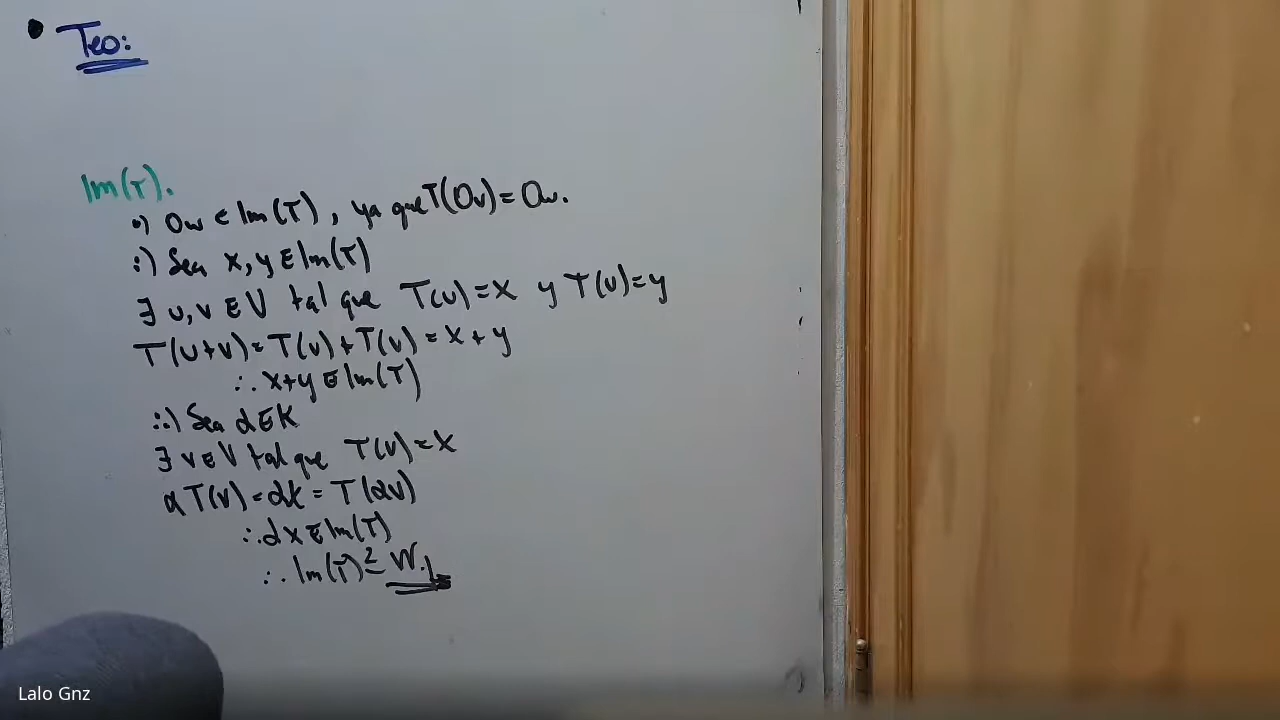 • Teo:
Im(T).
•) 0w ∈ Im(T), ya que T(0v) = 0w.
:) Sea x, y ∈ Im(T)
∃ u, v ∈ V tal que T(u) = x y T(v) = y
T(u+v) = T(u) + T(v) = x + y
∴ x+y ∈ Im(T)
∴) Sea α ∈ K
∃ v ∈ V tal que T(v) = x
α T(v) = αx = T(αv)
∴ αx ∈ Im(T)
∴ Im(T) ≤ W.
Lalo Gnz